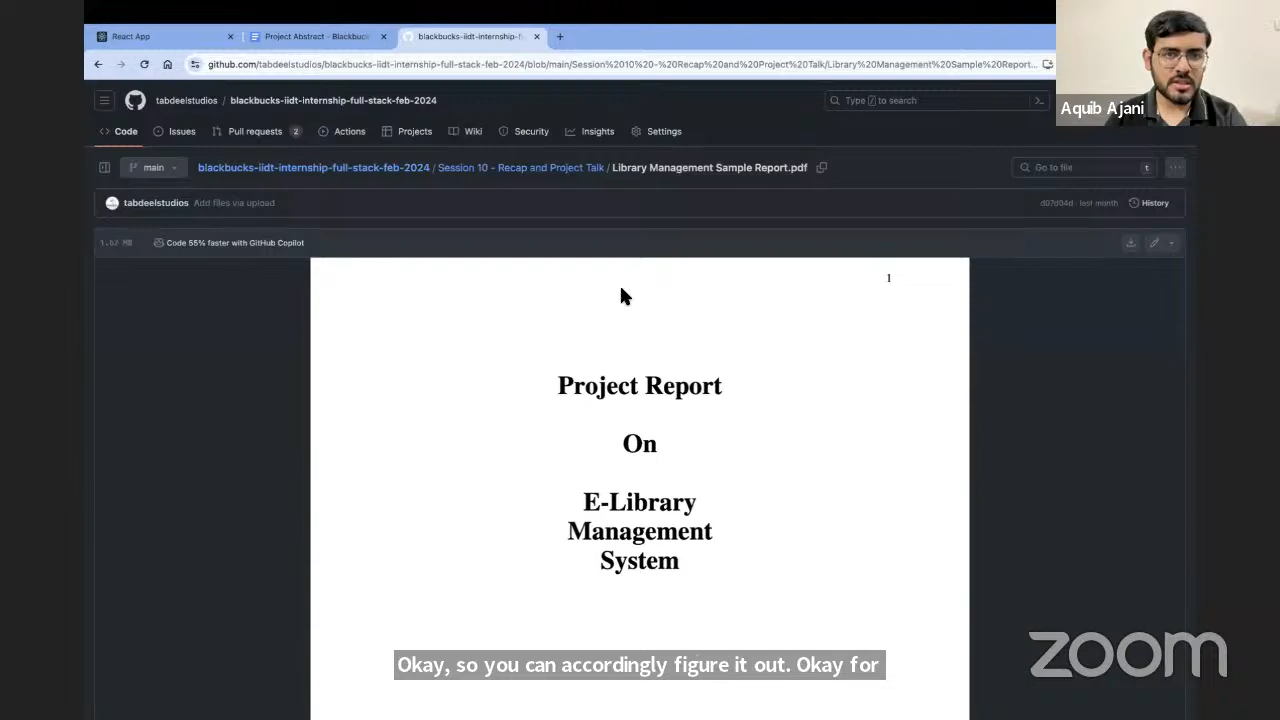 React App
Project Abstract - Blackbuc
blackbucks-iidt-internship-f
github.com/tabdeelstudios/blackbucks-iidt-internship-full-stack-feb-2024/blob/main/Session%2010%20-%20Recap%20and%20Project%20Talk/Library%20Management%20Sample%20Report...
Aquib Ajani
tabdeelstudios / blackbucks-iidt-internship-full-stack-feb-2024
Type / to search
Code Issues Pull requests 2 Actions Projects Wiki Security Insights Settings
main
blackbucks-iidt-internship-full-stack-feb-2024 / Session 10 - Recap and Project Talk / Library Management Sample Report.pdf
Go to file t
tabdeelstudios Add files via upload
d07d04d · last month History
1.67 MB Code 55% faster with GitHub Copilot
1
Project Report
On
E-Library
Management
System
Okay, so you can accordingly figure it out. Okay for
zoom